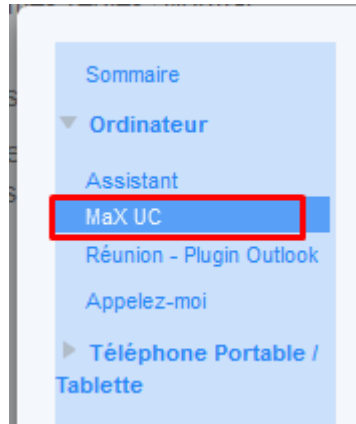 Sommaire
Ordinateur
Assistant
MaX UC
Réunion - Plugin Outlook
Appelez-moi
Téléphone Portable /
Tablette